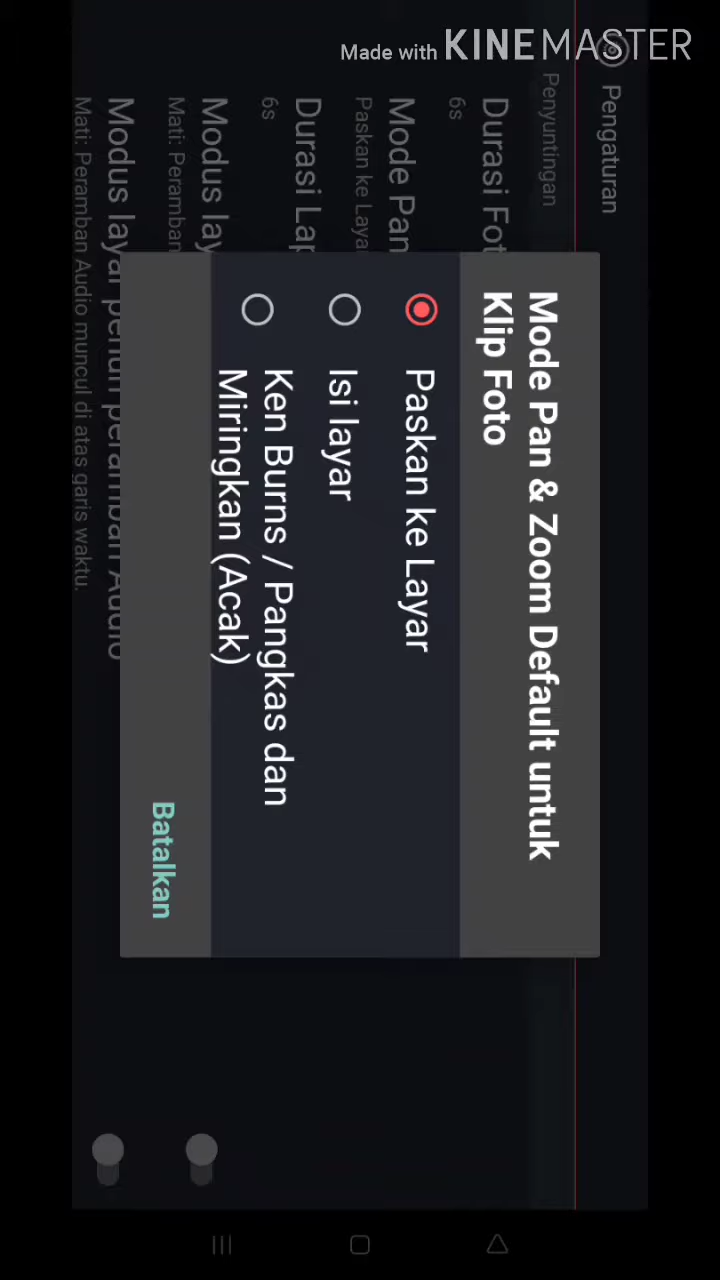 Made with KINEMASTER
Pengaturan
Penyuntingan
Durasi Fot
6s
Mode Pan
Paskan ke Laya
Durasi Lap
6s
Modus lay
Mati: Peramban
Modus layar penuh peramban Audio
Mati: Peramban Audio muncul di atas garis waktu.
Mode Pan & Zoom Default untuk
Klip Foto
Paskan ke Layar
Isi layar
Ken Burns / Pangkas dan
Miringkan (Acak)
Batalkan